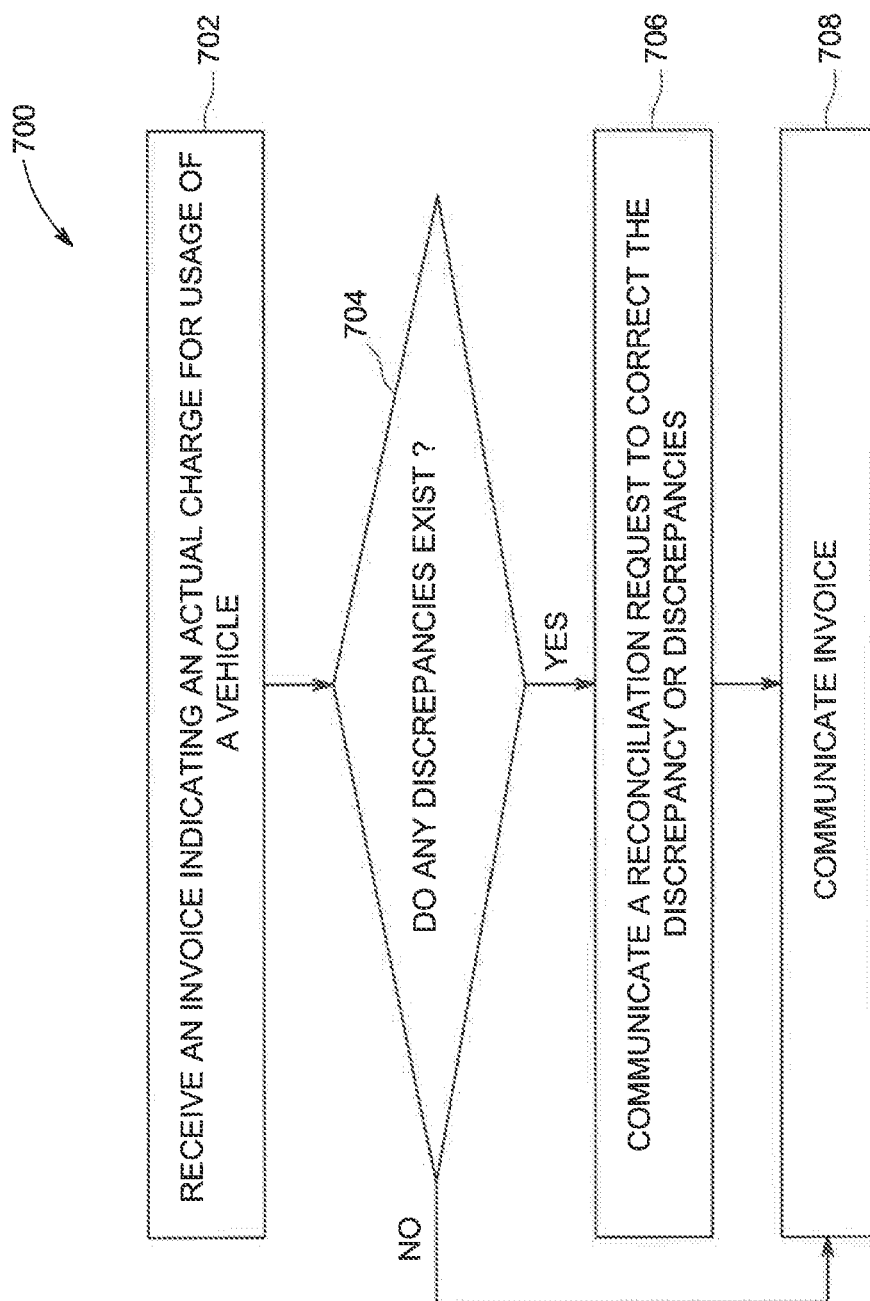 700
RECEIVE AN INVOICE INDICATING AN ACTUAL CHARGE FOR USAGE OF
A VEHICLE
702
DO ANY DISCREPANCIES EXIST ?
704
NO
YES
COMMUNICATE A RECONCILIATION REQUEST TO CORRECT THE
DISCREPANCY OR DISCREPANCIES
706
COMMUNICATE INVOICE
708